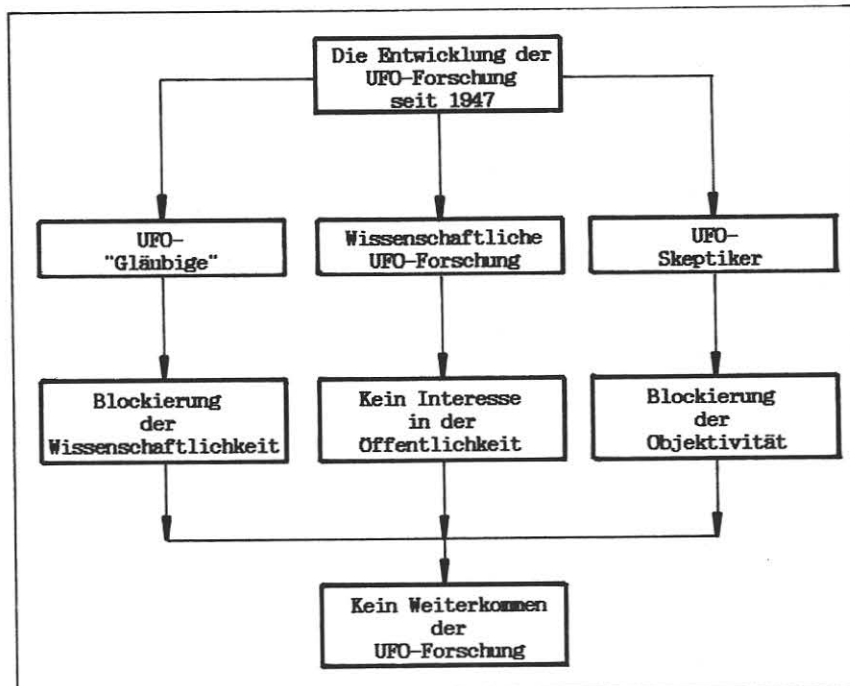 Die Entwicklung der
UFO-Forschung
seit 1947
UFO-
"Gläubige"
Wissenschaftliche
UFO-Forschung
UFO-
Skeptiker
Blockierung
der
Wissenschaftlichkeit
Kein Interesse
in der
Öffentlichkeit
Blockierung
der
Objektivität
Kein Weiterkommen
der
UFO-Forschung